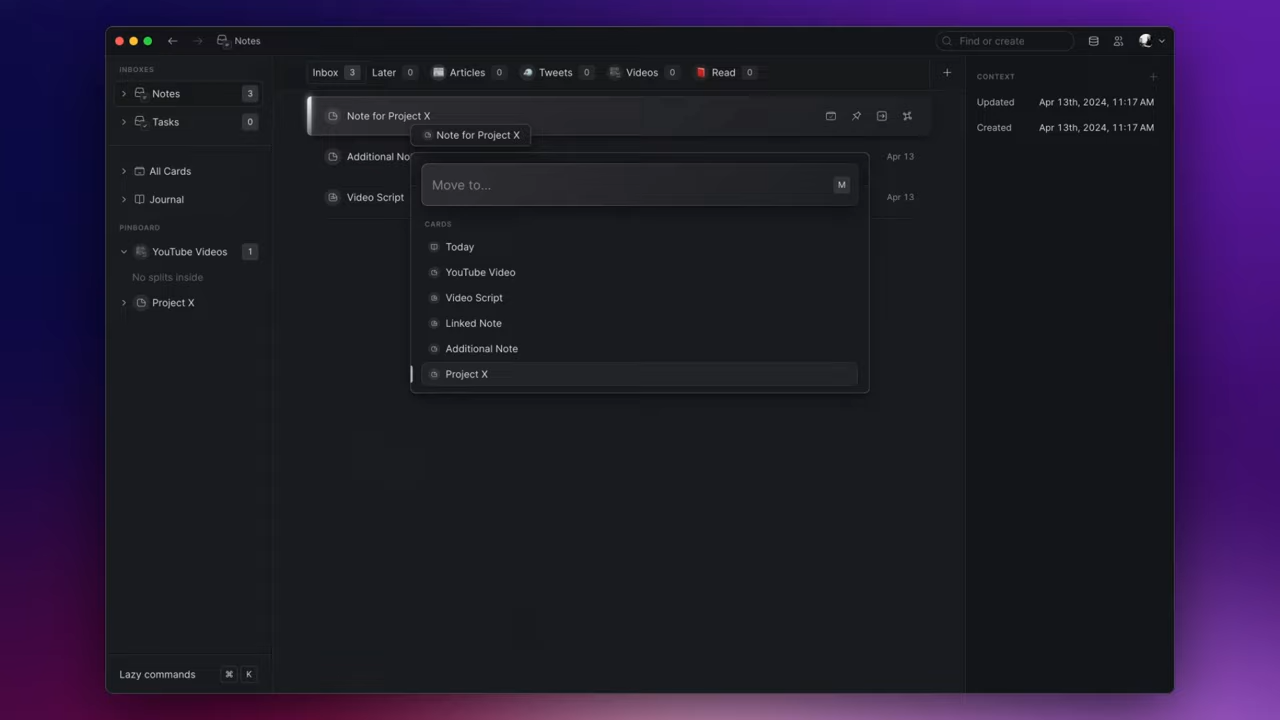 Notes
Find or create
INBOXES
Notes 3
Tasks 0
All Cards
Journal
PINBOARD
YouTube Videos 1
No splits inside
Project X
Lazy commands ⌘ K
Inbox 3 Later 0 Articles 0 Tweets 0 Videos 0 Read 0
Note for Project X
Note for Project X
Additional No
Apr 13
Video Script
Apr 13
Move to... M
CARDS
Today
YouTube Video
Video Script
Linked Note
Additional Note
Project X
CONTEXT
Updated Apr 13th, 2024, 11:17 AM
Created Apr 13th, 2024, 11:17 AM